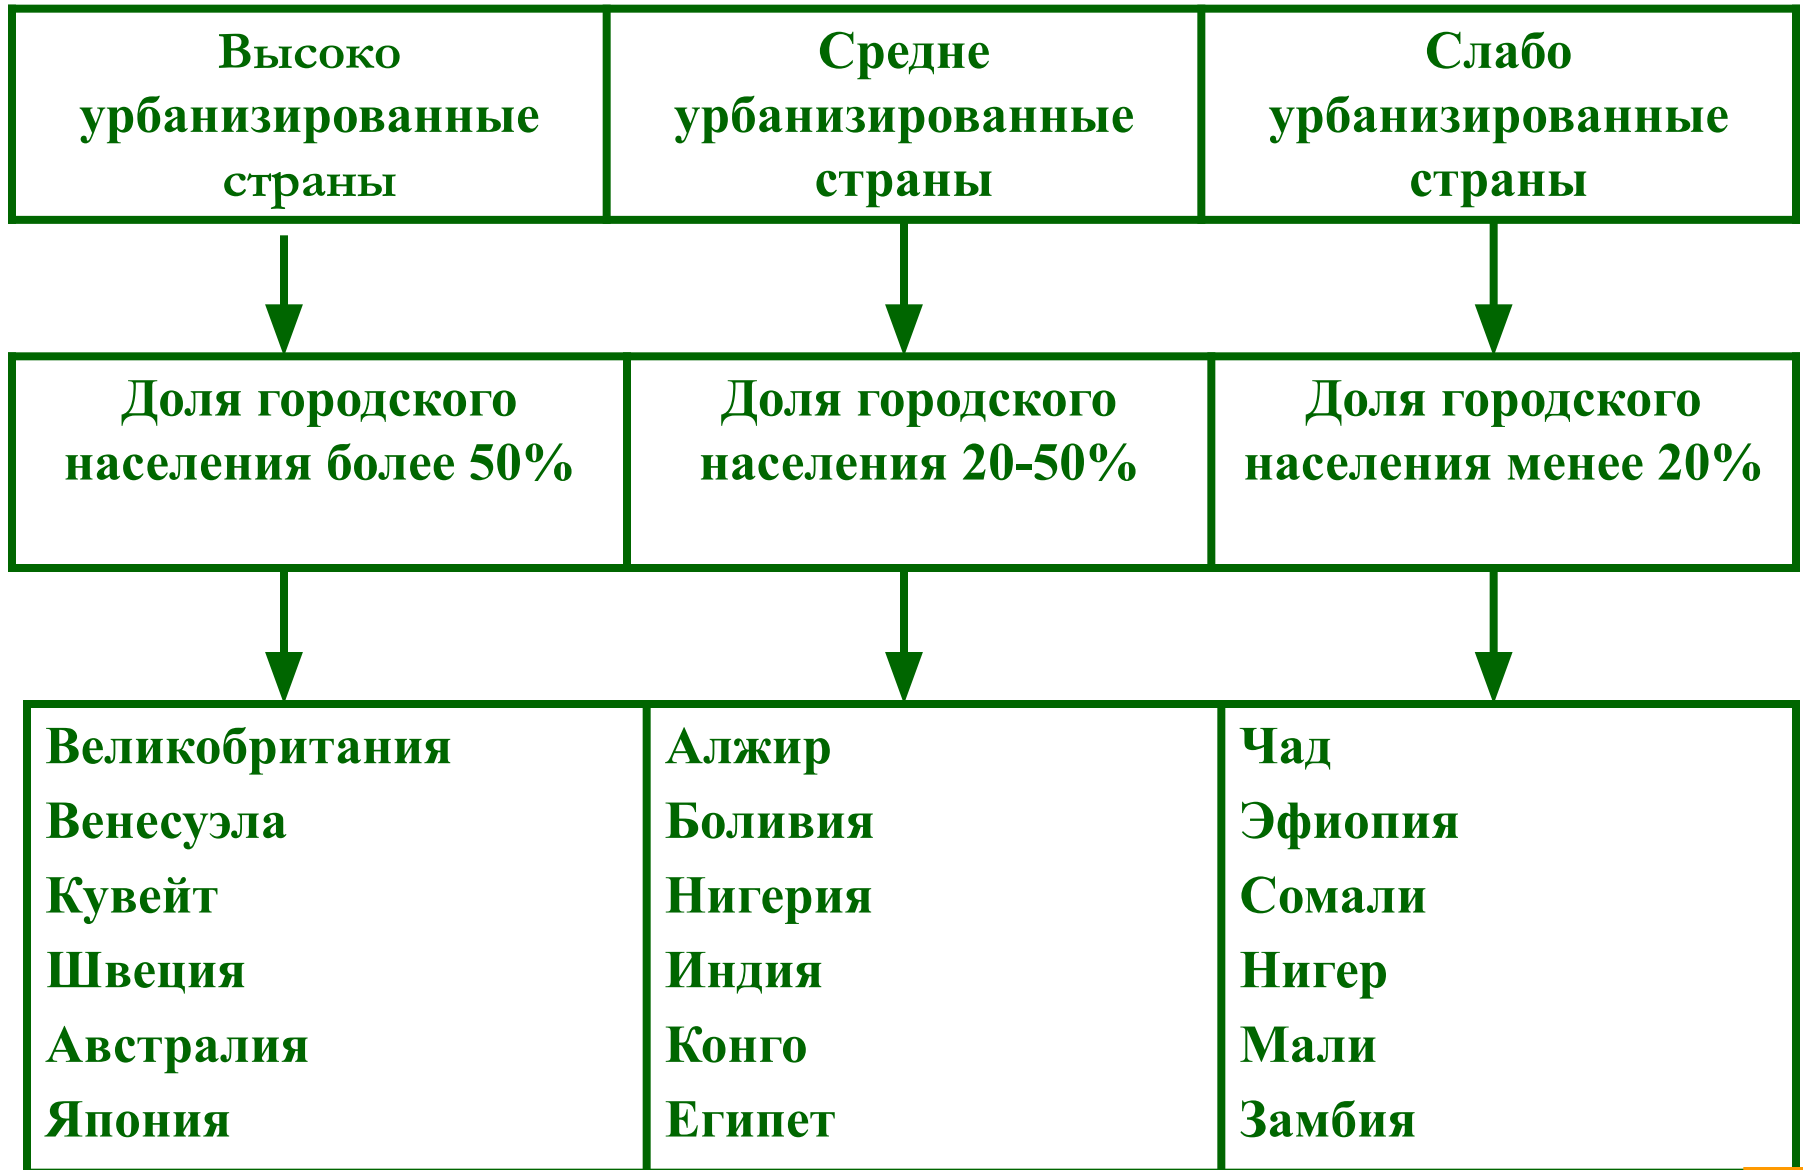 Высоко
урбанизированные
страны
Средне
урбанизированные
страны
Слабо
урбанизированные
страны
Доля городского
населения более 50%
Доля городского
населения 20-50%
Доля городского
населения менее 20%
Великобритания
Венесуэла
Кувейт
Швеция
Австралия
Япония
Алжир
Боливия
Нигерия
Индия
Конго
Египет
Чад
Эфиопия
Сомали
Нигер
Мали
Замбия